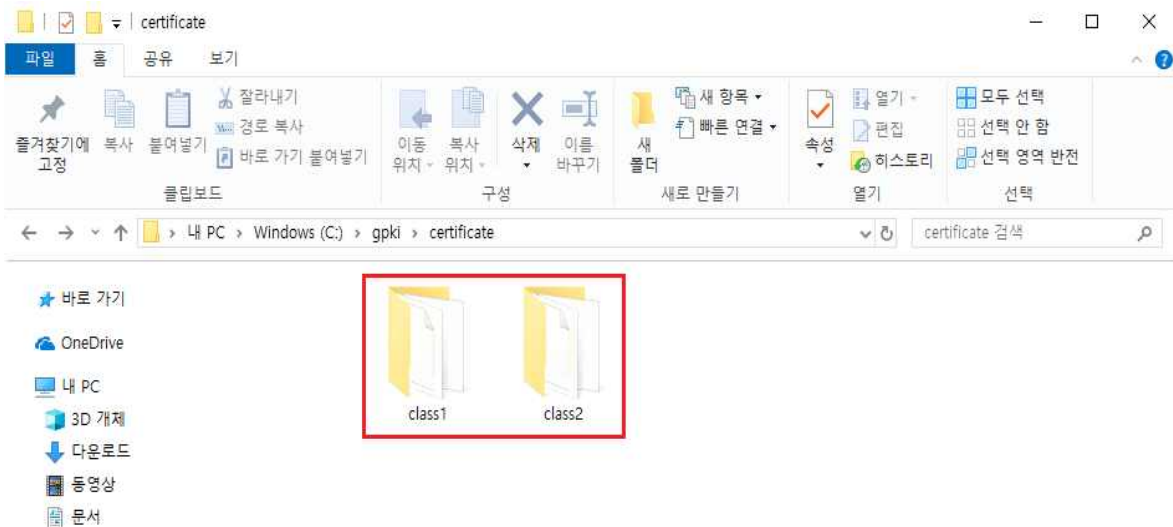 certificate
파일 홈 공유 보기
즐겨찾기에 고정
복사
붙여넣기
잘라내기
경로 복사
바로 가기 붙여넣기
클립보드
이동 위치
복사 위치
삭제
이름 바꾸기
구성
새 폴더
새 항목
빠른 연결
새로 만들기
속성
열기
편집
히스토리
열기
모두 선택
선택 안 함
선택 영역 반전
선택
내 PC > Windows (C:) > gpki > certificate
certificate 검색
바로 가기
OneDrive
내 PC
3D 개체
다운로드
동영상
문서
class1
class2